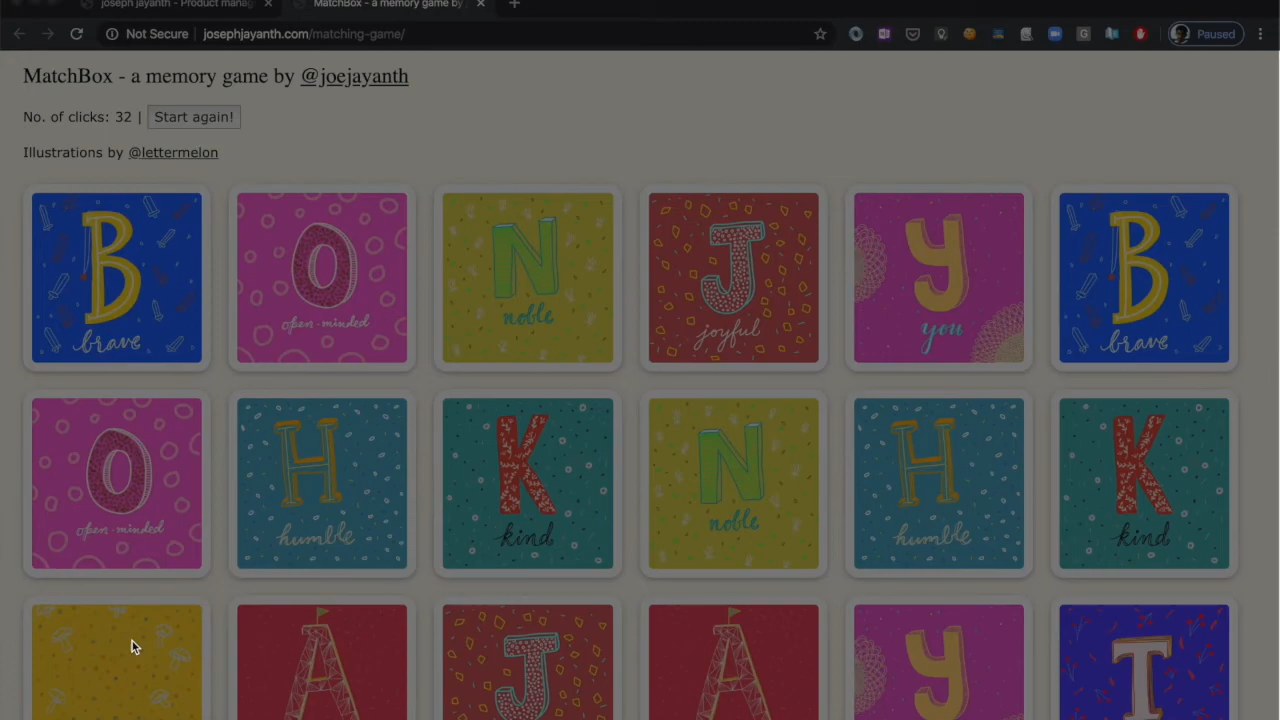 joseph jayanth - Product manag
MatchBox - a memory game by
Not Secure | josephjayanth.com/matching-game/
G
Paused
MatchBox - a memory game by @joejayanth
No. of clicks: 32 | Start again!
Illustrations by @lettermelon
B O N J Y B
brave open-minded noble joyful you brave
O H K N H K
open-minded humble kind noble humble kind
A J A Y T